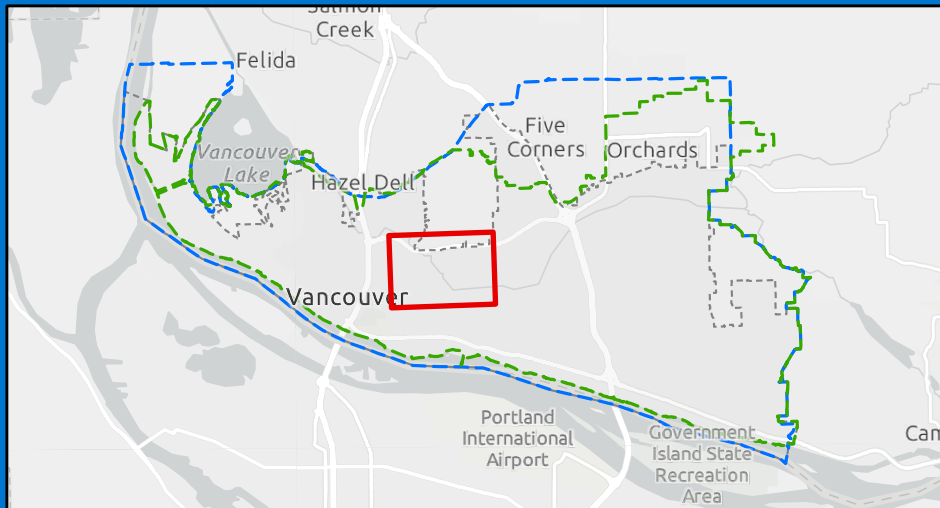 Salmon
Creek
Felida
Five
Corners
Orchards
Vancouver
Lake
Hazel Dell
Vancouver
Portland
International
Airport
Government
Island State
Recreation
Area
Cam